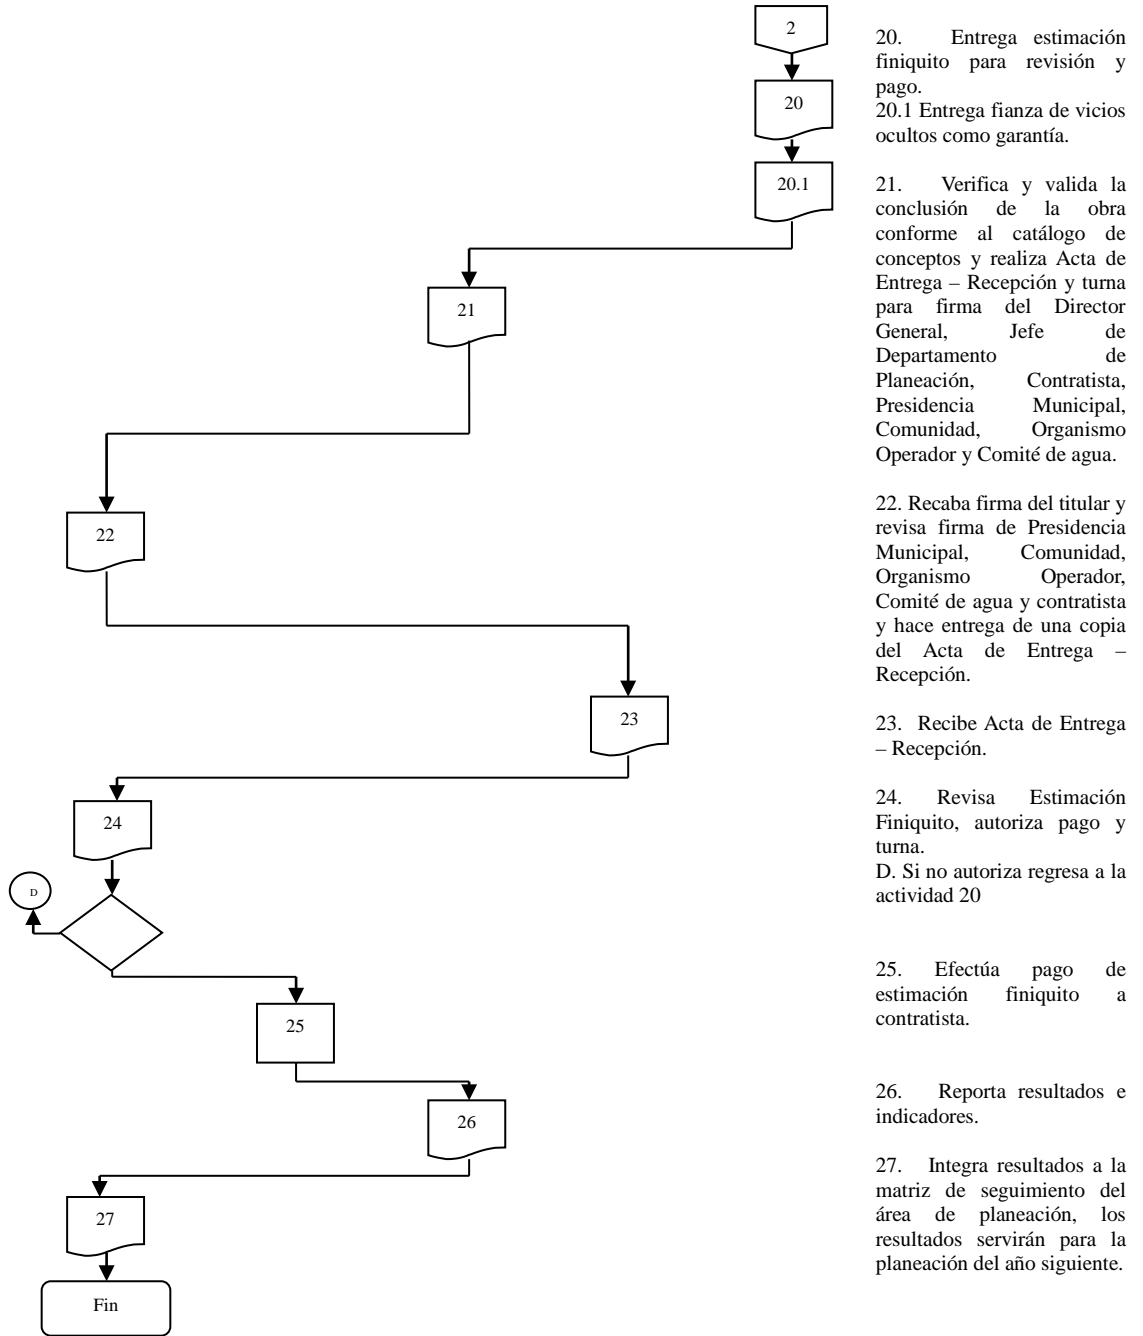 2
20
20.1
21
22
23
24
D
25
26
27
Fin
20. Entrega estimación
finiquito para revisión y
pago.
20.1 Entrega fianza de vicios
ocultos como garantía.
21. Verifica y valida la
conclusión de la obra
conforme al catálogo de
conceptos y realiza Acta de
Entrega – Recepción y turna
para firma del Director
General, Jefe de
Departamento de
Planeación, Contratista,
Presidencia Municipal,
Comunidad, Organismo
Operador y Comité de agua.
22. Recaba firma del titular y
revisa firma de Presidencia
Municipal, Comunidad,
Organismo Operador,
Comité de agua y contratista
y hace entrega de una copia
del Acta de Entrega –
Recepción.
23. Recibe Acta de Entrega
– Recepción.
24. Revisa Estimación
Finiquito, autoriza pago y
turna.
D. Si no autoriza regresa a la
actividad 20
25. Efectúa pago de
estimación finiquito a
contratista.
26. Reporta resultados e
indicadores.
27. Integra resultados a la
matriz de seguimiento del
área de planeación, los
resultados servirán para la
planeación del año siguiente.